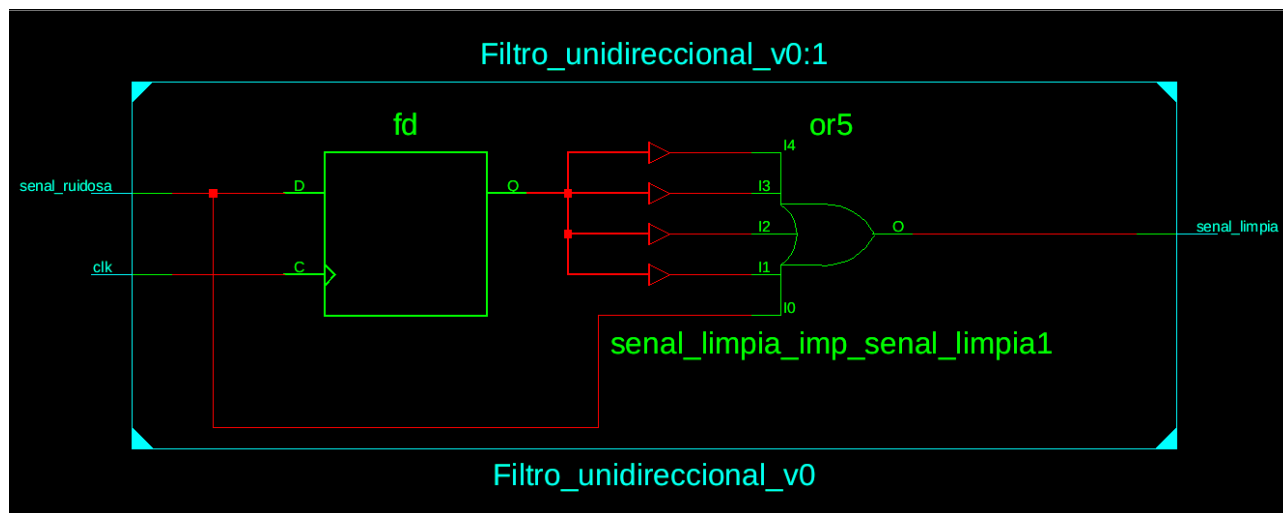 Filtro_unidireccional_v0:1
fd
or5
senal_ruidosa
D
Q
I4
I3
I2
O
senal_limpia
clk
C
I1
I0
senal_limpia_imp_senal_limpia1
Filtro_unidireccional_v0